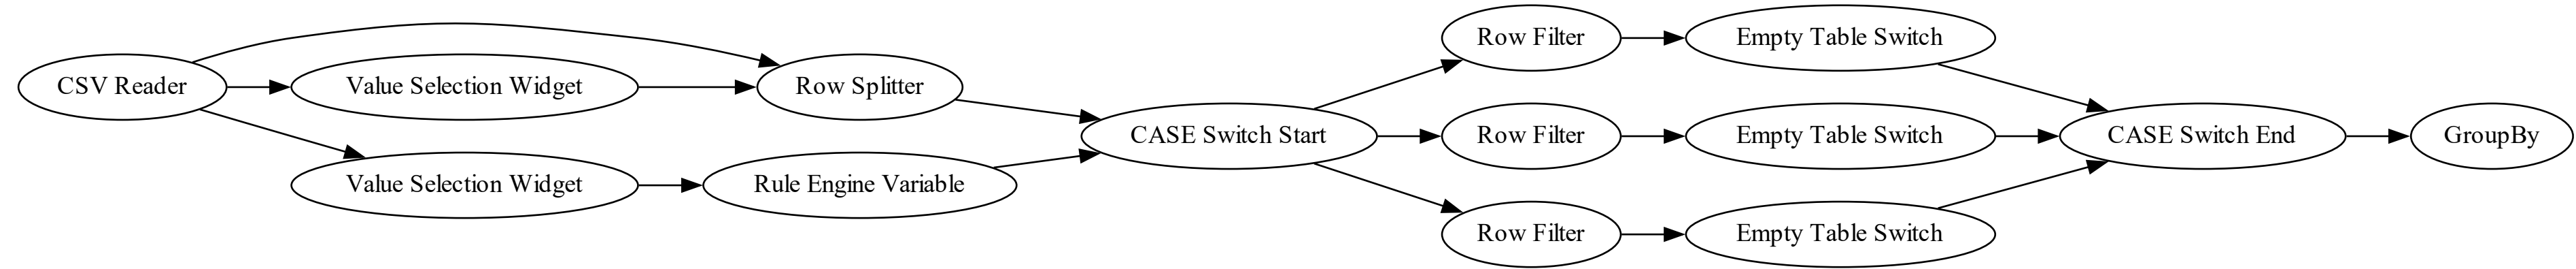 CSV Reader
Value Selection Widget
Value Selection Widget
Row Splitter
Rule Engine Variable
CASE Switch Start
Row Filter
Row Filter
Row Filter
Empty Table Switch
Empty Table Switch
Empty Table Switch
CASE Switch End
GroupBy